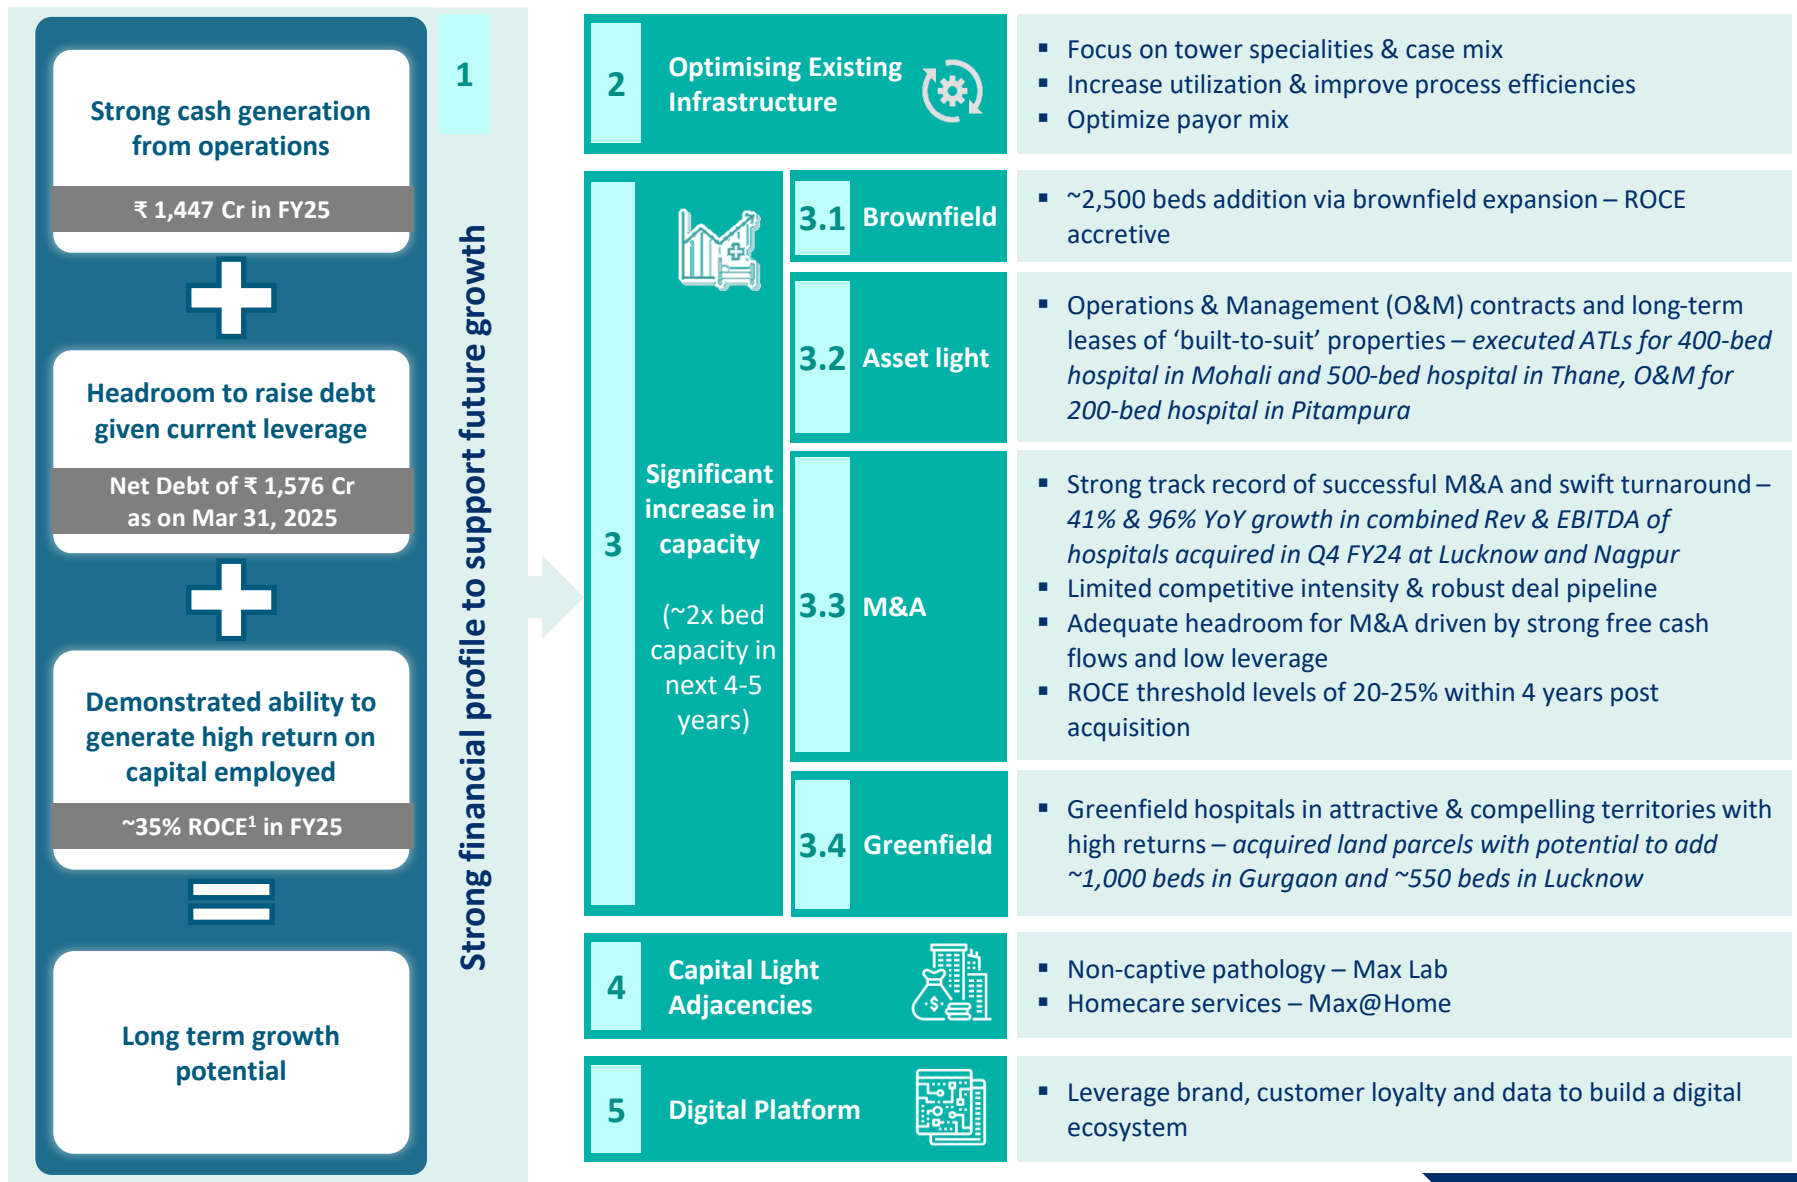 Strong cash generation
from operations
₹ 1,447 Cr in FY25
Headroom to raise debt
given current leverage
Net Debt of ₹ 1,576 Cr
as on Mar 31, 2025
Demonstrated ability to
generate high return on
capital employed
~35% ROCE¹ in FY25
Long term growth
potential
1
Strong financial profile to support future growth
2
Optimising Existing
Infrastructure
▪ Focus on tower specialities & case mix
▪ Increase utilization & improve process efficiencies
▪ Optimize payor mix
3
Significant
increase in
capacity
(~2x bed
capacity in
next 4-5
years)
3.1
Brownfield
▪ ~2,500 beds addition via brownfield expansion – ROCE
accretive
3.2
Asset light
▪ Operations & Management (O&M) contracts and long-term
leases of ‘built-to-suit’ properties – executed ATLs for 400-bed
hospital in Mohali and 500-bed hospital in Thane, O&M for
200-bed hospital in Pitampura
3.3
M&A
▪ Strong track record of successful M&A and swift turnaround –
41% & 96% YoY growth in combined Rev & EBITDA of
hospitals acquired in Q4 FY24 at Lucknow and Nagpur
▪ Limited competitive intensity & robust deal pipeline
▪ Adequate headroom for M&A driven by strong free cash
flows and low leverage
▪ ROCE threshold levels of 20-25% within 4 years post
acquisition
3.4
Greenfield
▪ Greenfield hospitals in attractive & compelling territories with
high returns – acquired land parcels with potential to add
~1,000 beds in Gurgaon and ~550 beds in Lucknow
4
Capital Light
Adjacencies
$
▪ Non-captive pathology – Max Lab
▪ Homecare services – Max@Home
5
Digital Platform
▪ Leverage brand, customer loyalty and data to build a digital
ecosystem